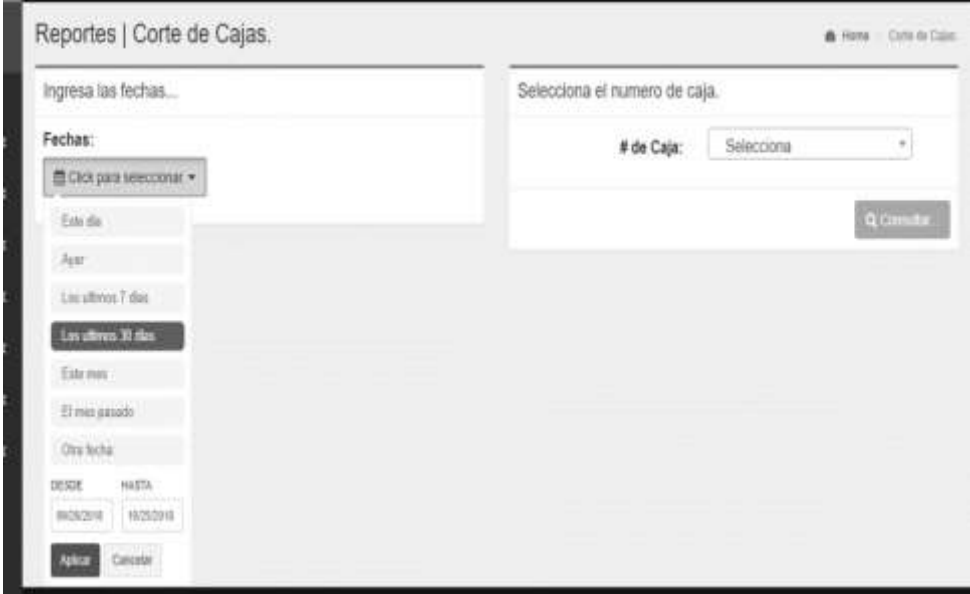 Reportes | Corte de Cajas.
Home Corte de Cajas.
Ingresa las fechas...
Fechas:
Click para seleccionar
Este día
Ayer
Los ultimos 7 días
Los ultimos 30 días
Este mes
El mes pasado
Otra fecha
DESDE HASTA
Aplicar Cancelar
Selecciona el numero de caja.
# de Caja: Selecciona
Consultar